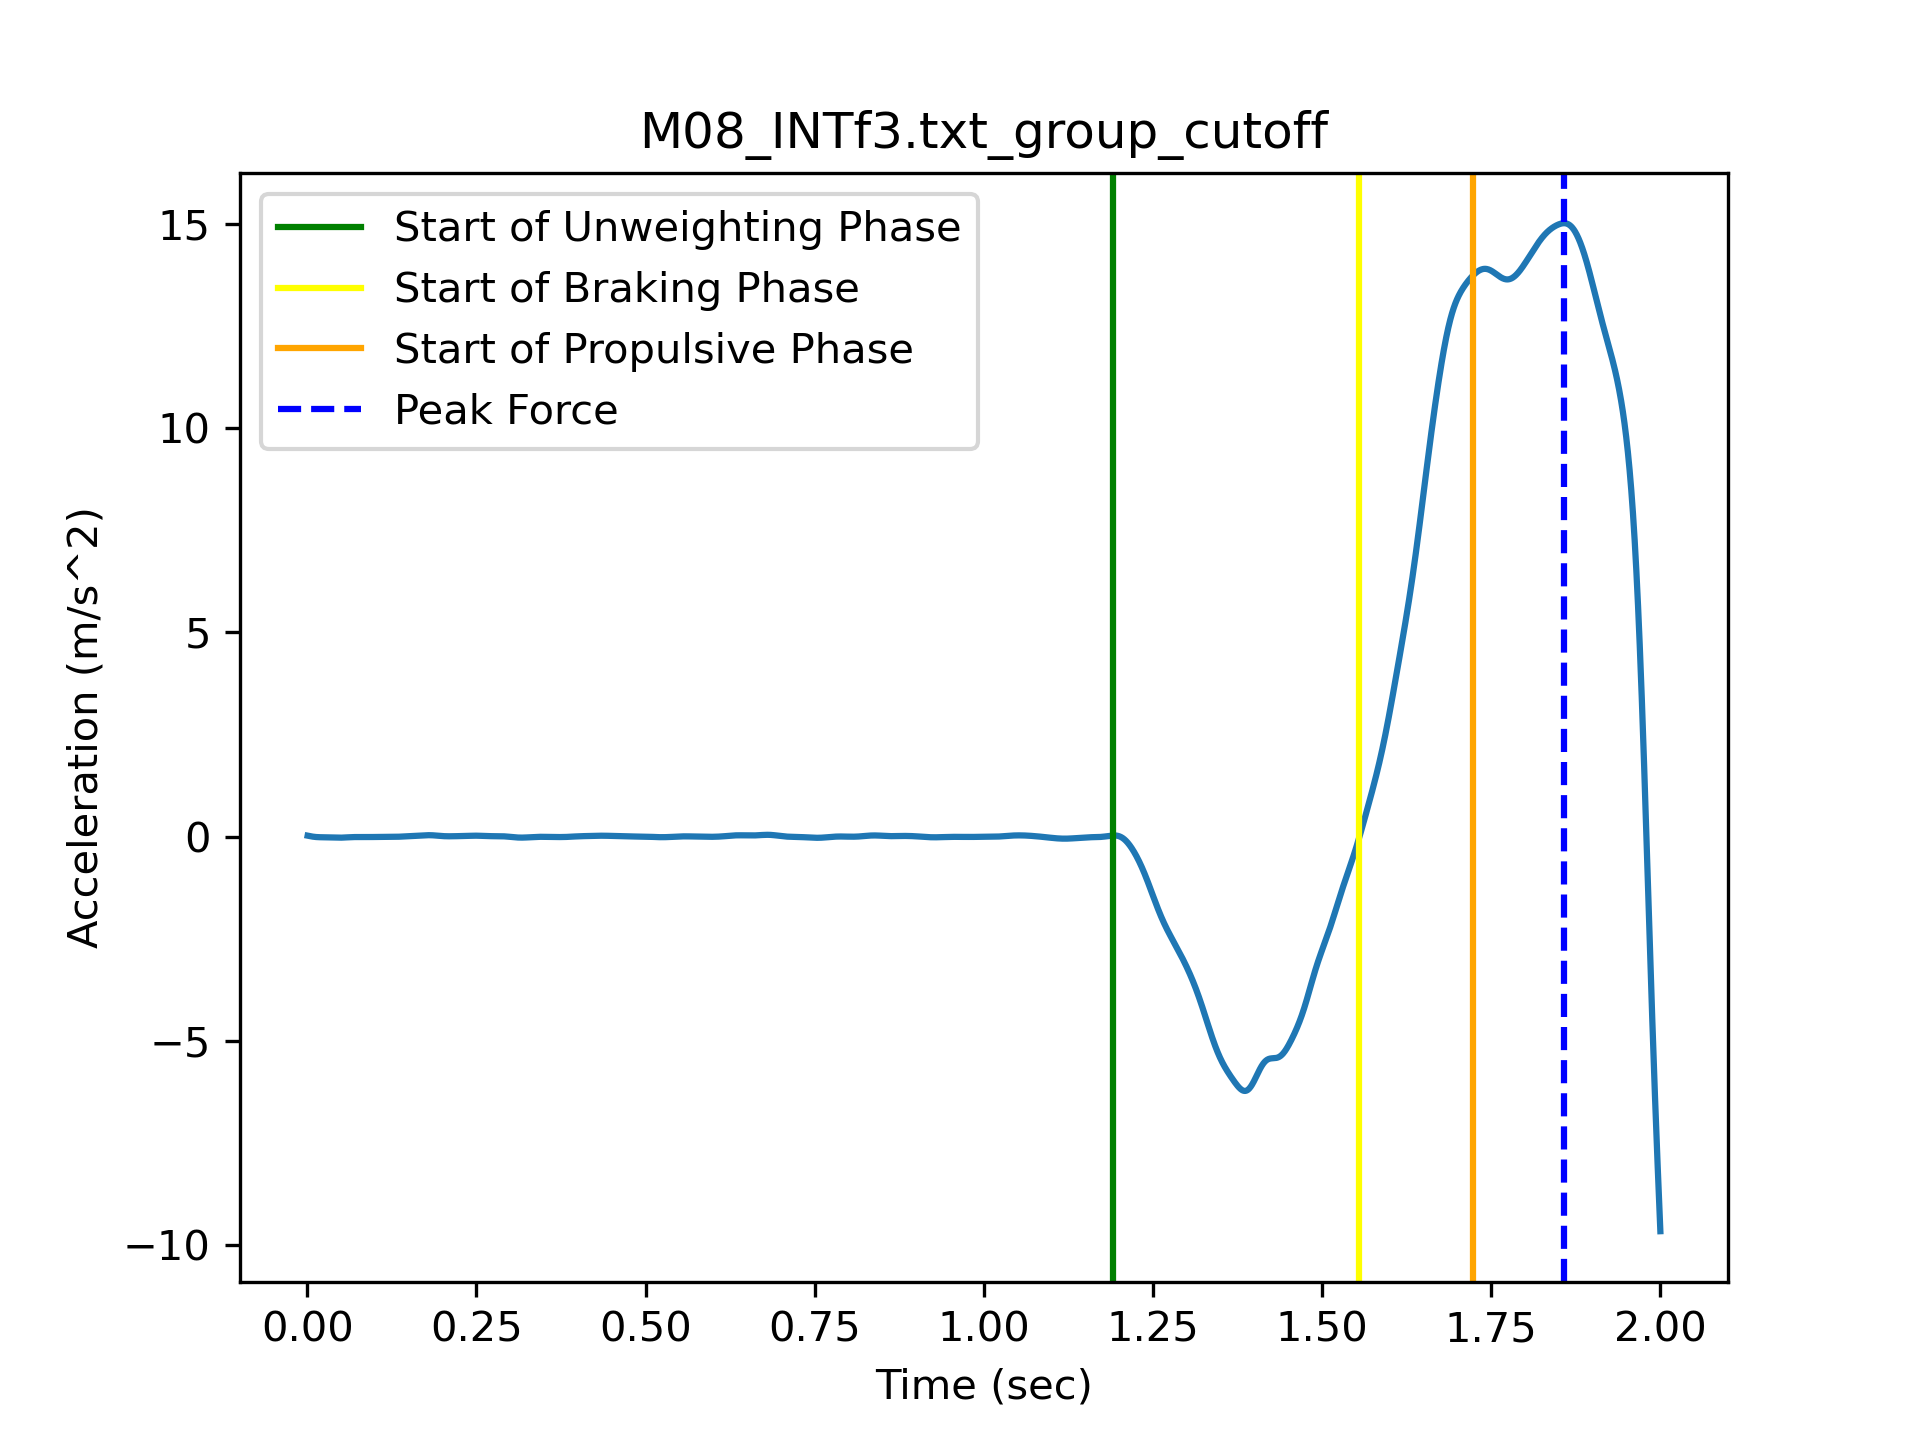 M08_INTf3.txt_group_cutoff
Start of Unweighting Phase
Start of Braking Phase
Start of Propulsive Phase
Peak Force
15
10
5
0
−5
−10
Acceleration (m/s^2)
0.00 0.25 0.50 0.75 1.00 1.25 1.50 1.75 2.00
Time (sec)